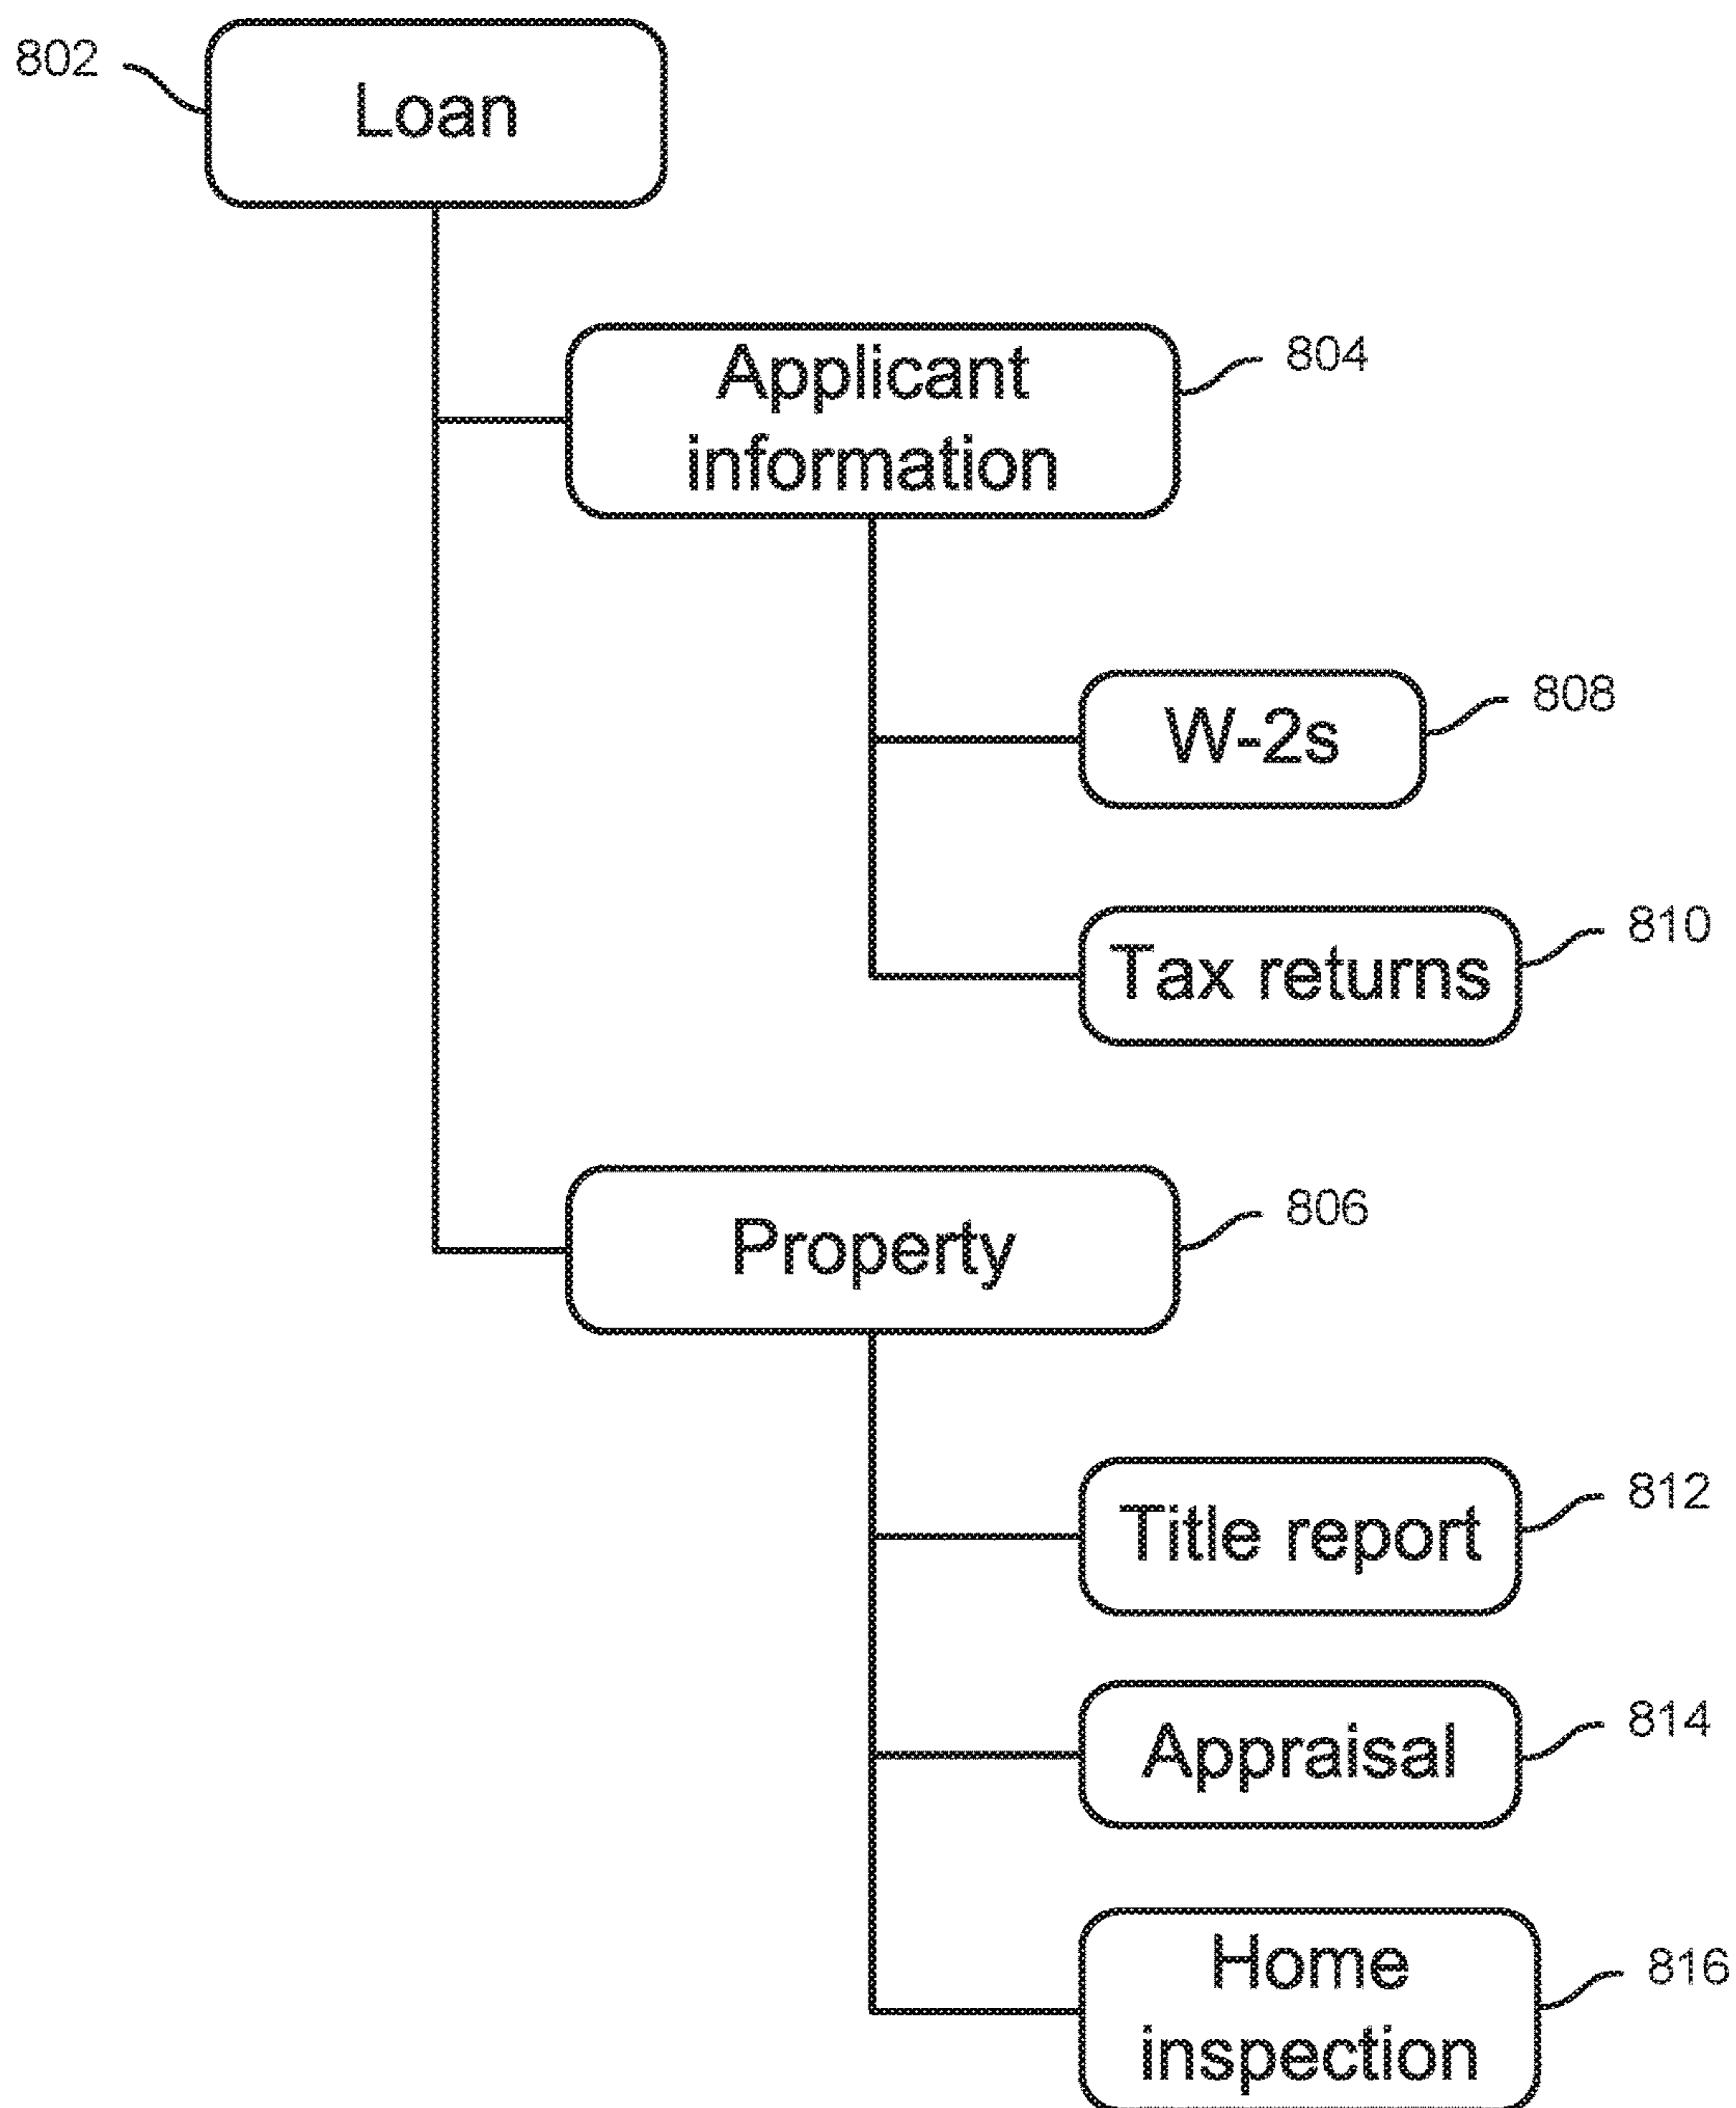 802
Loan
Applicant
information
804
W-2s
808
Tax returns
810
Property
806
Title report
812
Appraisal
814
Home
inspection
816